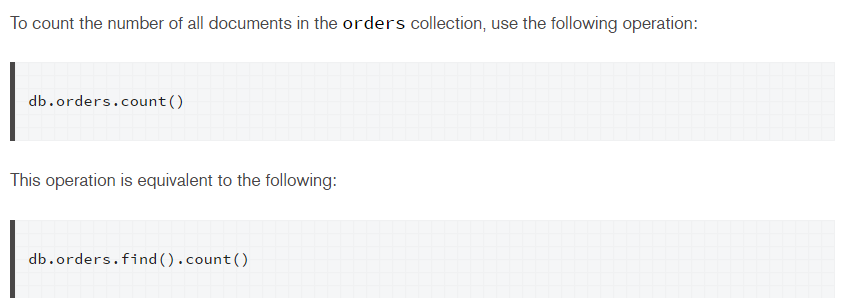 To count the number of all documents in the orders collection, use the following operation:
db.orders.count()
This operation is equivalent to the following:
db.orders.find().count()